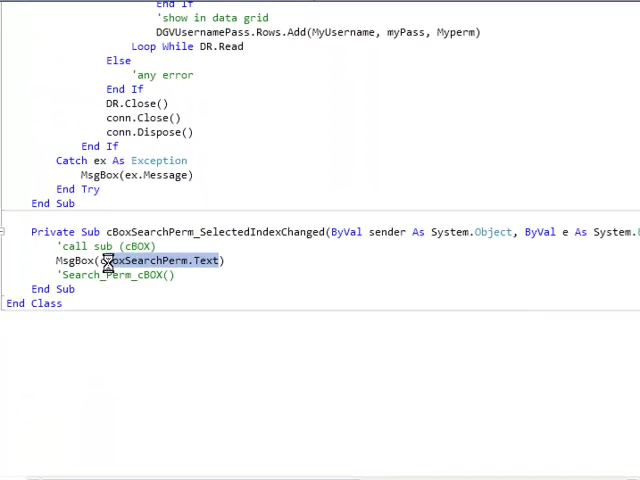 End If
'show in data grid
DGVUsernamePass.Rows.Add(MyUsername, myPass, Myperm)
Loop While DR.Read
Else
'any error
End If
DR.Close()
conn.Close()
conn.Dispose()
End If
Catch ex As Exception
MsgBox(ex.Message)
End Try
End Sub
Private Sub cBoxSearchPerm_SelectedIndexChanged(ByVal sender As System.Object, ByVal e As System.
'call sub (cBOX)
MsgBox(cBoxSearchPerm.Text)
'Search_Perm_cBOX()
End Sub
End Class